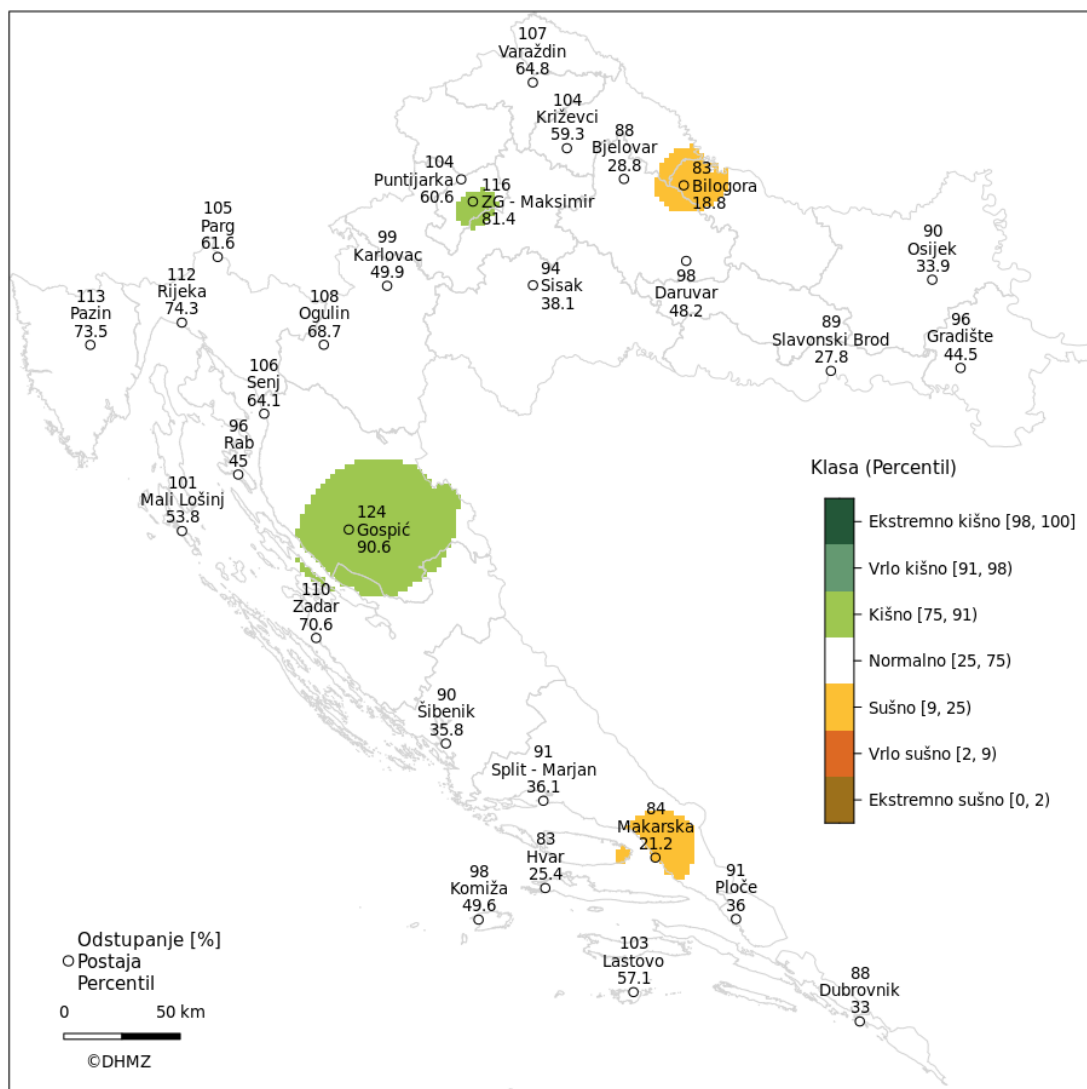 107
Varaždin
64.8
104
Križevci
59.3
88
Bjelovar
28.8
83
Bilogora
18.8
104
Puntijarka
60.6
116
ZG - Maksimir
81.4
105
Parg
61.6
99
Karlovac
49.9
94
Sisak
38.1
98
Daruvar
48.2
90
Osijek
33.9
113
Pazin
73.5
112
Rijeka
74.3
108
Ogulin
68.7
89
Slavonski Brod
27.8
96
Gradište
44.5
106
Senj
64.1
96
Rab
45
101
Mali Lošinj
53.8
124
Gospić
90.6
110
Zadar
70.6
90
Šibenik
35.8
91
Split - Marjan
36.1
84
Makarska
21.2
83
Hvar
25.4
98
Komiža
49.6
91
Ploče
36
103
Lastovo
57.1
88
Dubrovnik
33
Klasa (Percentil)
Ekstremno kišno [98, 100]
Vrlo kišno [91, 98)
Kišno [75, 91)
Normalno [25, 75)
Sušno [9, 25)
Vrlo sušno [2, 9)
Ekstremno sušno [0, 2)
Odstupanje [%]
Postaja
Percentil
0 50 km
©DHMZ